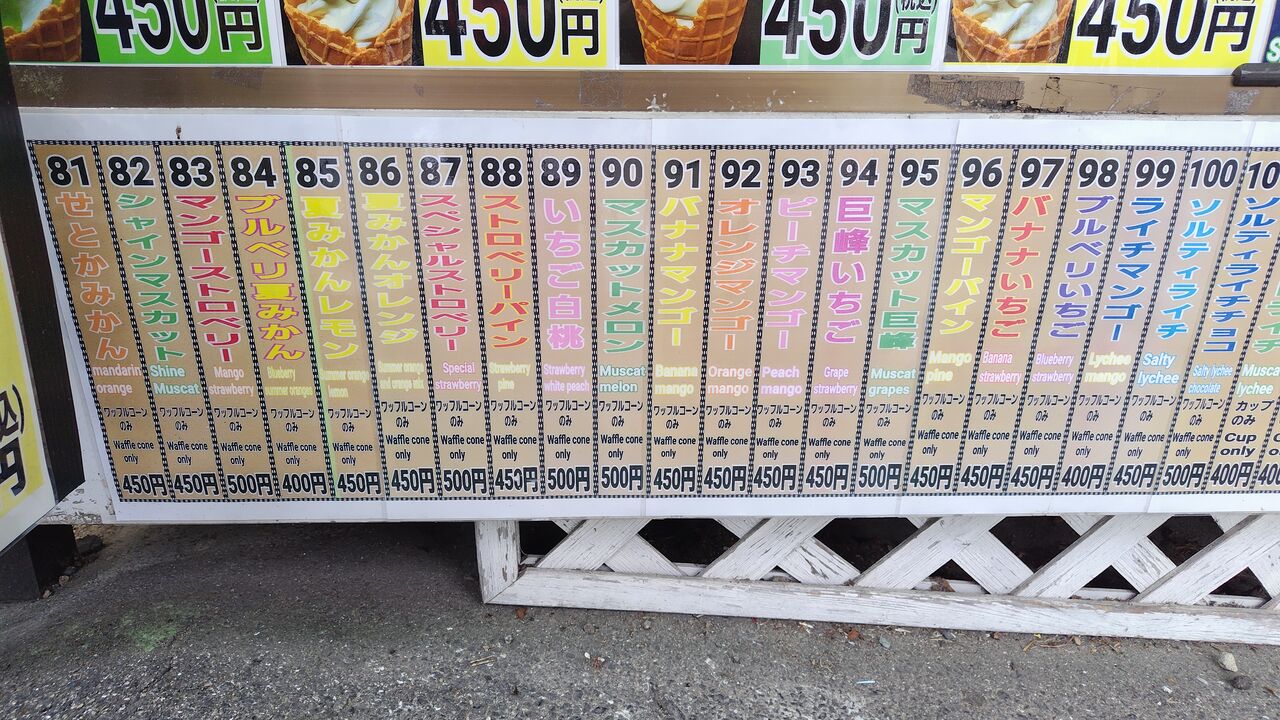 450円
450円
(税込)
450円
(税込)
450円
(税込)
81
せとかみかん
mandarin orange
ワッフルコーンのみ
Waffle cone only
450円
82
シャインマスカット
Shine Muscat
ワッフルコーンのみ
Waffle cone only
450円
83
マンゴーストロベリー
Mango strawberry
ワッフルコーンのみ
Waffle cone only
500円
84
ブルベリ夏みかん
Blueberry summer oranges
ワッフルコーンのみ
Waffle cone only
400円
85
夏みかんレモン
Summer orange lemon
ワッフルコーンのみ
Waffle cone only
450円
86
夏みかんオレンジ
Summer orange and orange mix
ワッフルコーンのみ
Waffle cone only
450円
87
スペシャルストロベリー
Special strawberry
ワッフルコーンのみ
Waffle cone only
500円
88
ストロベリーパイン
Strawberry pine
ワッフルコーンのみ
Waffle cone only
450円
89
いちご白桃
Strawberry white peach
ワッフルコーンのみ
Waffle cone only
500円
90
マスカットメロン
Muscat melon
ワッフルコーンのみ
Waffle cone only
500円
91
バナナマンゴー
Banana mango
ワッフルコーンのみ
Waffle cone only
450円
92
オレンジマンゴー
Orange mango
ワッフルコーンのみ
Waffle cone only
450円
93
ピーチマンゴー
Peach mango
ワッフルコーンのみ
Waffle cone only
450円
94
巨峰いちご
Grape strawberry
ワッフルコーンのみ
Waffle cone only
450円
95
マスカット巨峰
Muscat grapes
ワッフルコーンのみ
Waffle cone only
500円
96
マンゴーパイン
Mango pine
ワッフルコーンのみ
Waffle cone only
450円
97
バナナいちご
Banana strawberry
ワッフルコーンのみ
Waffle cone only
450円
98
ブルベリいちご
Blueberry strawberry
ワッフルコーンのみ
Waffle cone only
450円
99
ライチマンゴー
Lychee mango
ワッフルコーンのみ
Waffle cone only
400円
100
ソルティライチ
Salty lychee
ワッフルコーンのみ
Waffle cone only
450円
ソルティライチチョコ
Salty lychee chocolate
ワッフルコーンのみ
Waffle cone only
500円
lychee
カップのみ
Cup only
400円